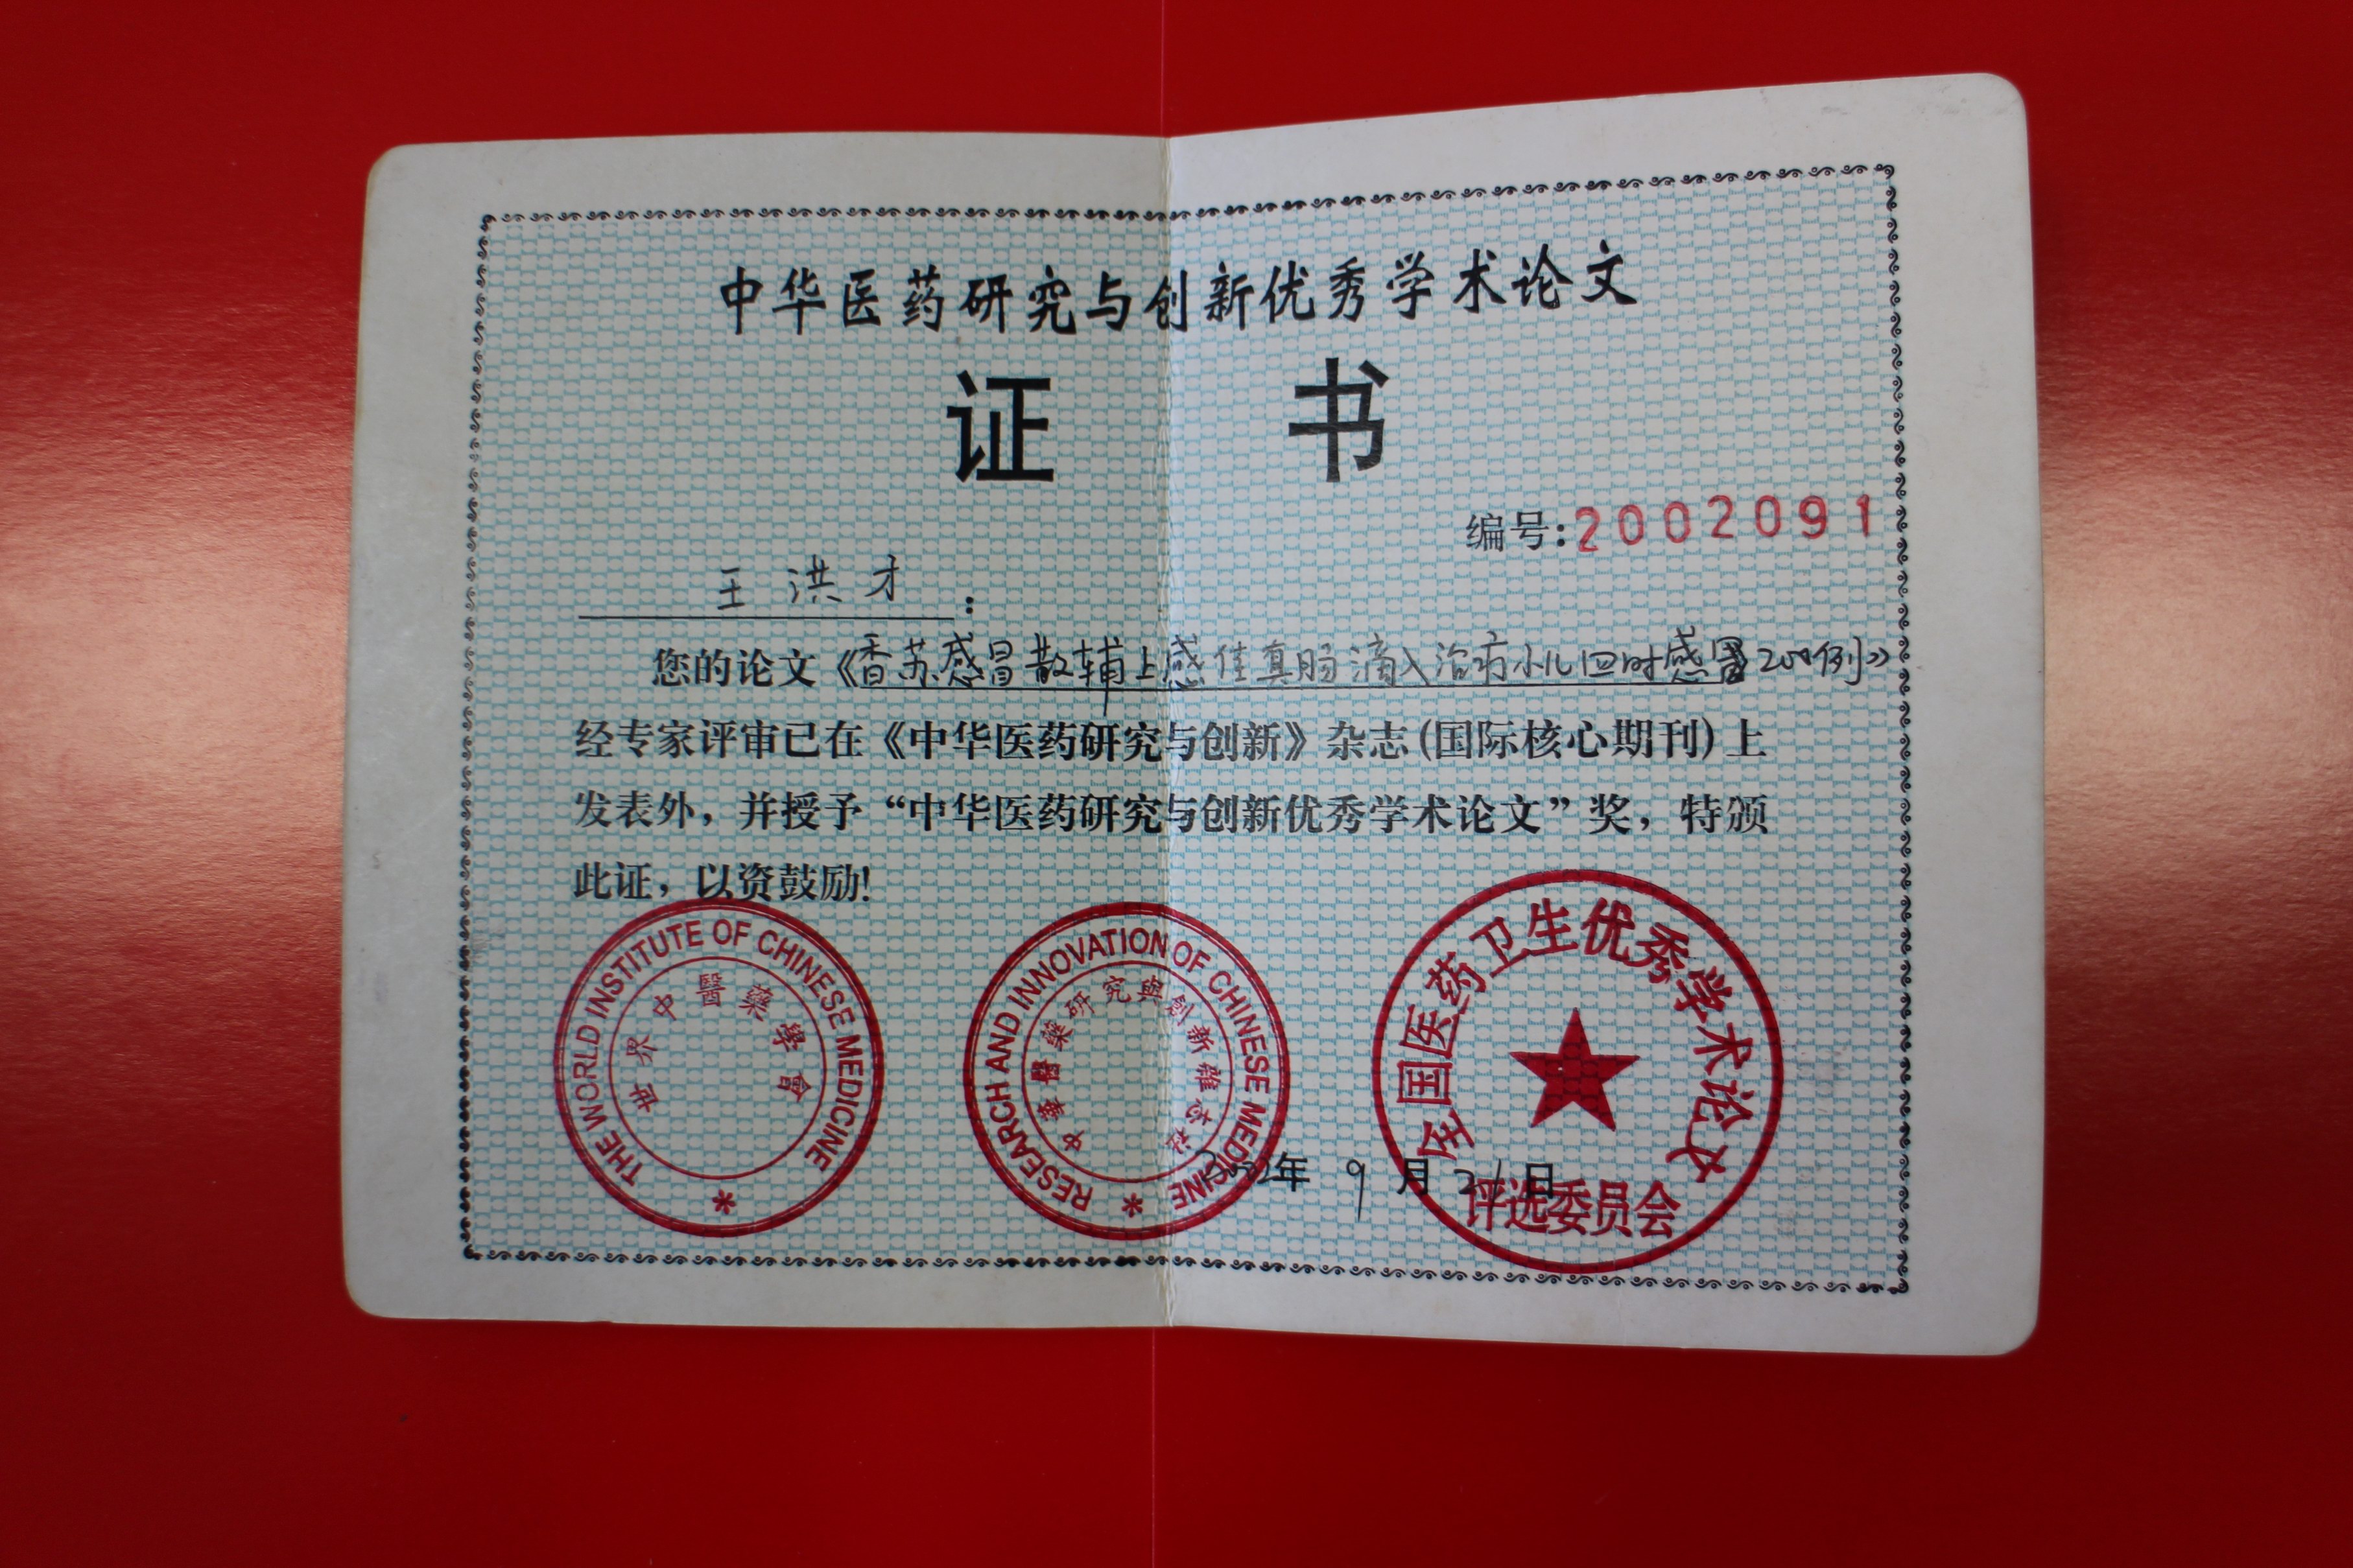 中华医药研究与创新优秀学术论文
证 书
编号:2002091
王洪才:
您的论文《香苏感冒散辅上感佳直肠滴入治疗小儿四时感冒200例》
经专家评审已在《中华医药研究与创新》杂志(国际核心期刊)上
发表外，并授予“中华医药研究与创新优秀学术论文”奖，特颁
此证，以资鼓励!
THE WORLD INSTITUTE OF CHINESE MEDICINE
世界中醫藥學會
RESEARCH AND INNOVATION OF CHINESE MEDICINE
中華醫藥研究與創新雜志社
全国医药卫生优秀学术论文
评选委员会
2002年9月21日